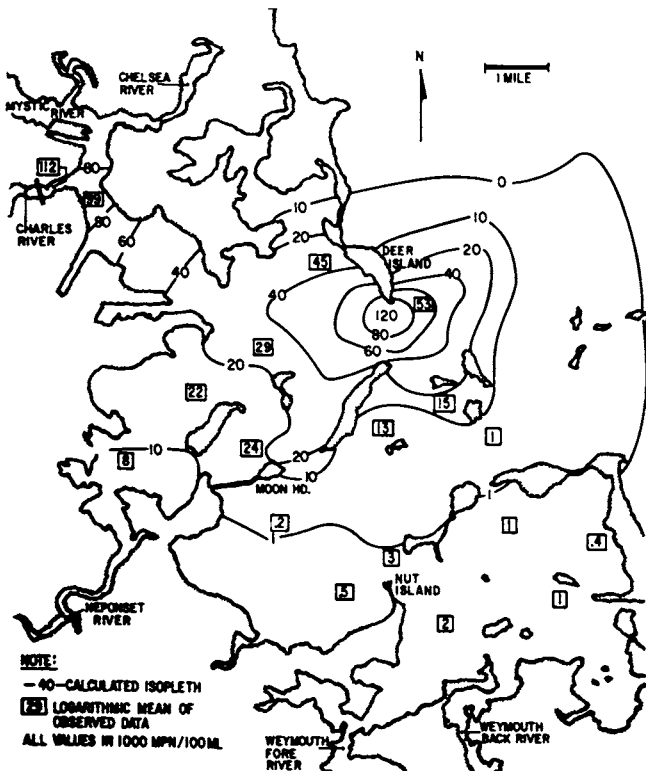 N
1 MILE
CHELSEA
RIVER
MYSTIC RIVER
112
80
CHARLES
RIVER
80
60
40
0
10
10
20
20
40
45
DEER
ISLAND
40
53
120
80
60
29
20
22
15
13
1
8
10
24
20
10
MOON HD.
1
.2
1
1
.4
3
NUT
ISLAND
.5
1
2
NEPONSET
RIVER
NOTE:
-40-CALCULATED ISOPLETH
29 LOGARITHMIC MEAN OF
OBSERVED DATA
ALL VALUES IN 1000 MPN/100ML
WEYMOUTH
FORE
RIVER
WEYMOUTH
BACK RIVER